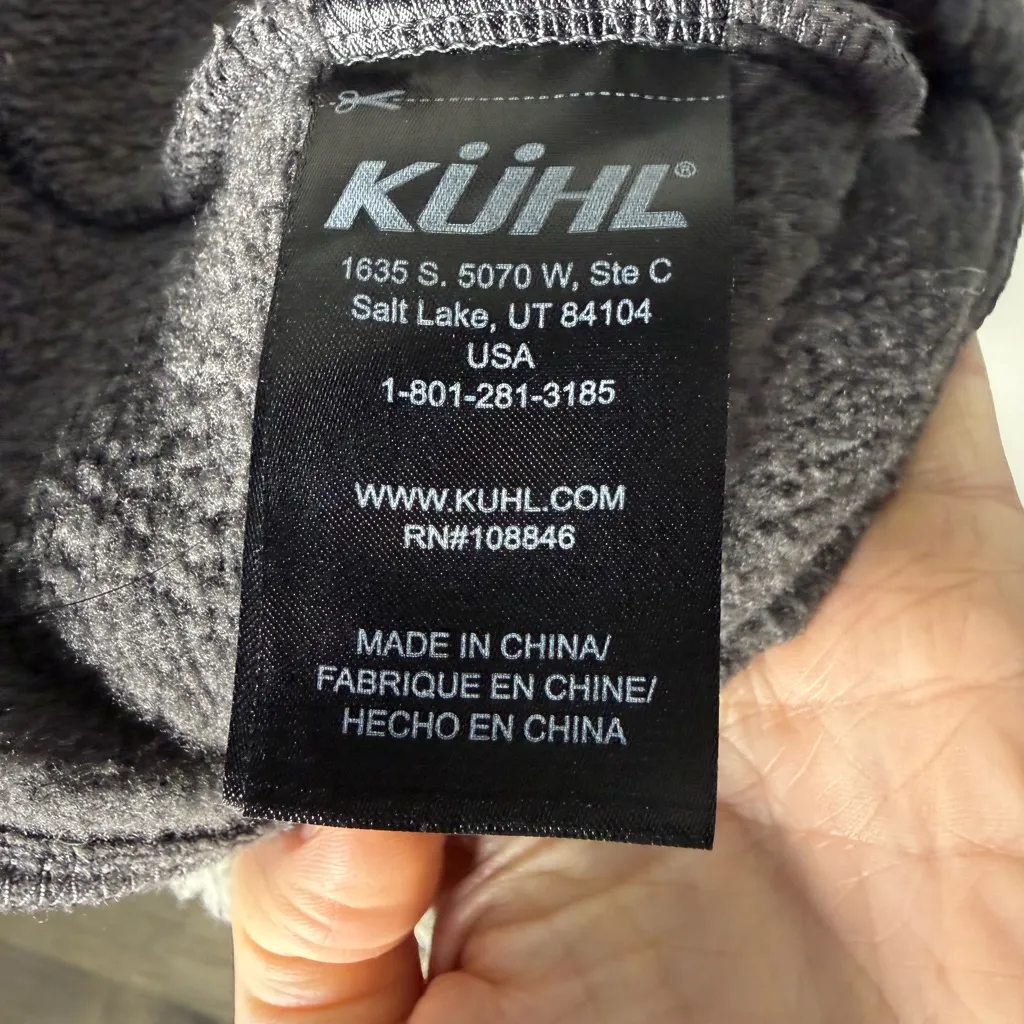 KÜHL®
1635 S. 5070 W, Ste C
Salt Lake, UT 84104
USA
1-801-281-3185
WWW.KUHL.COM
RN#108846
MADE IN CHINA/
FABRIQUE EN CHINE/
HECHO EN CHINA